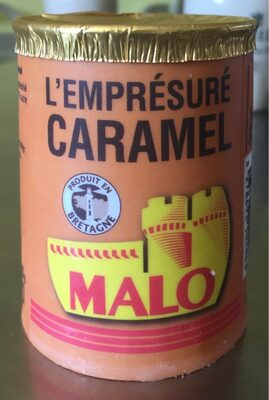 L'EMPRÉSURÉ
CARAMEL
PRODUIT EN
BRETAGNE
MALO